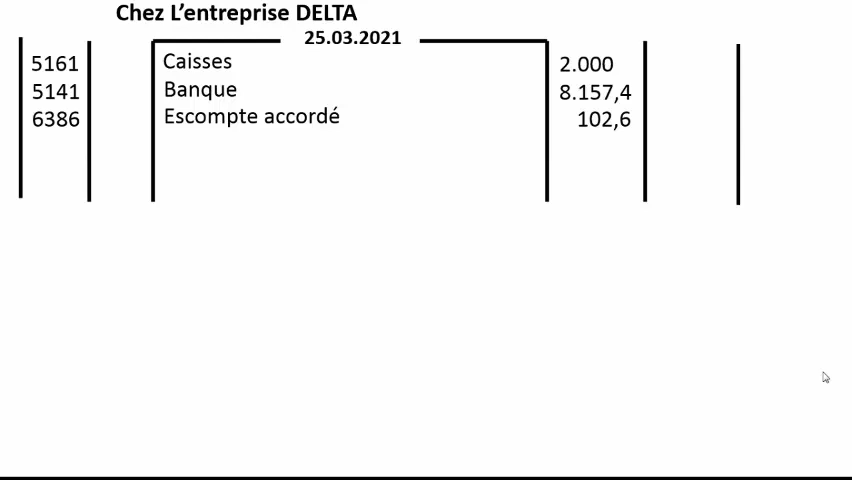 Chez L’entreprise DELTA
25.03.2021
5161 Caisses 2.000
5141 Banque 8.157,4
6386 Escompte accordé 102,6